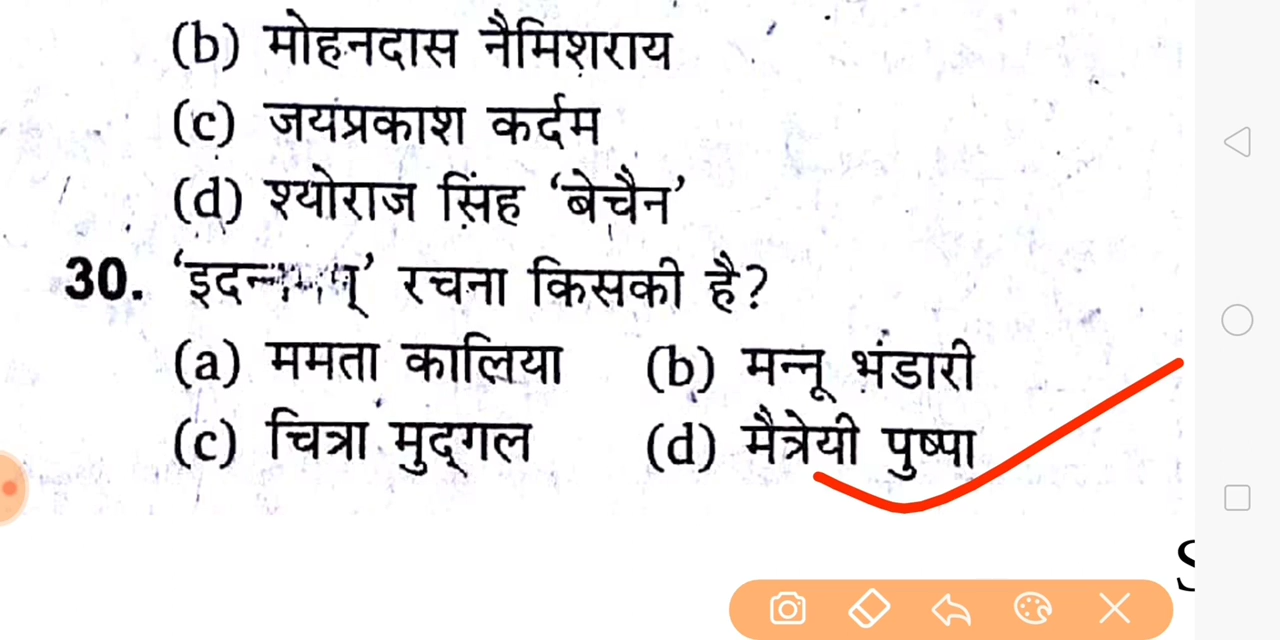 (b) मोहनदास नैमिशराय
(c) जयप्रकाश कर्दम
(d) श्योराज सिंह ‘बेचैन’
30. रचना किसकी है?
(a) ममता कालिया (b) मन्नू भंडारी
(c) चित्रा मुद्गल (d) मैत्रेयी पुष्पा